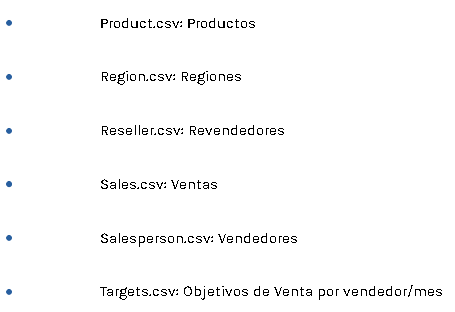 Product.csv: Productos
Region.csv: Regiones
Reseller.csv: Revendedores
Sales.csv: Ventas
Salesperson.csv: Vendedores
Targets.csv: Objetivos de Venta por vendedor/mes